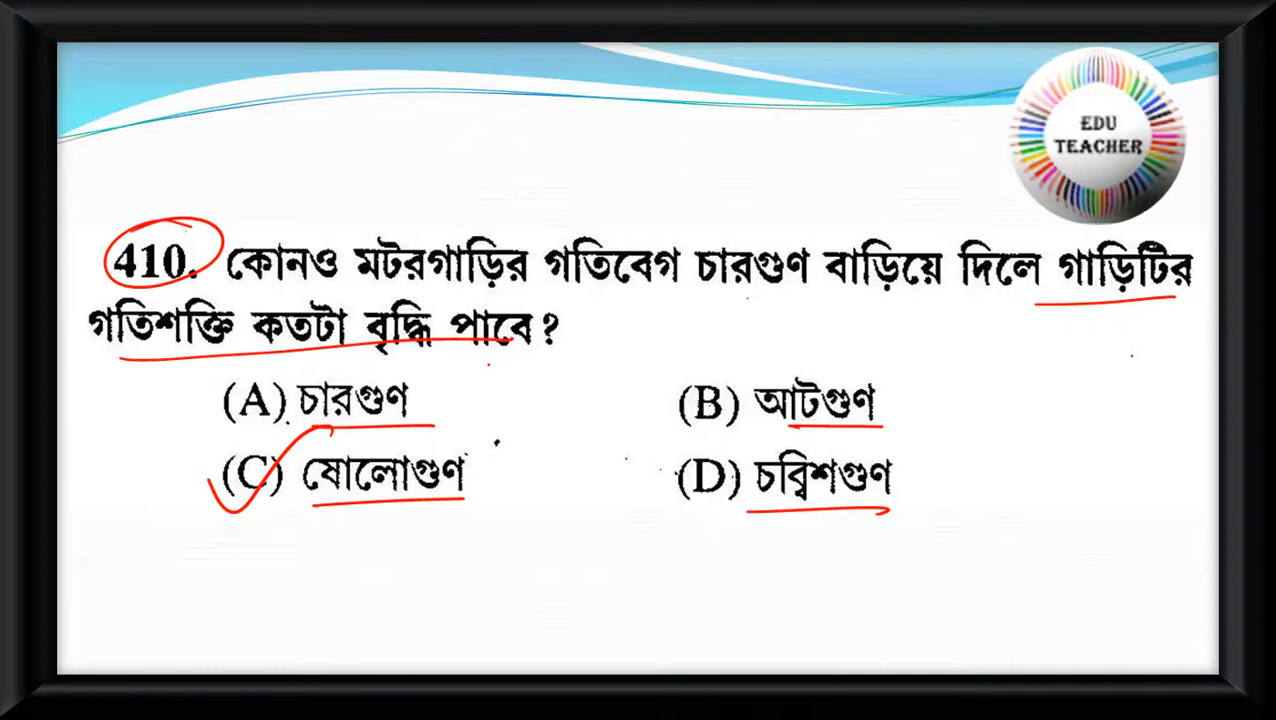 EDU
TEACHER
410. কোনও মটরগাড়ির গতিবেগ চারগুণ বাড়িয়ে দিলে গাড়িটির
গতিশক্তি কতটা বৃদ্ধি পাবে?
(A) চারগুণ (B) আটগুণ
(C) ষোলোগুণ (D) চব্বিশগুণ